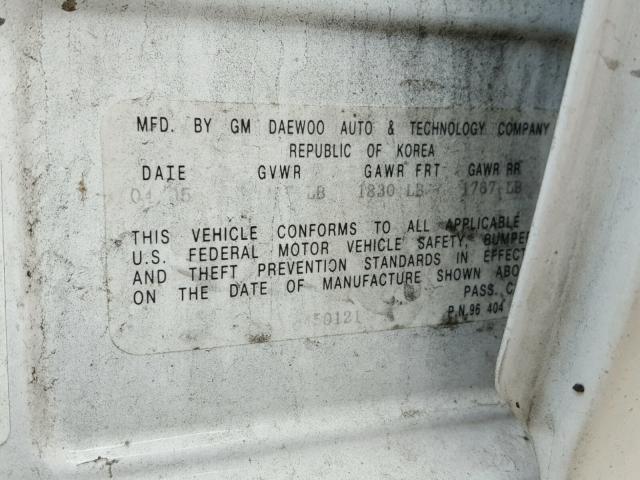 MFD. BY GM DAEWOO AUTO & TECHNOLOGY COMPANY
REPUBLIC OF KOREA
DATE GVWR GAWR FRT GAWR RR
LB 1830 LB 1767 LB
THIS VEHICLE CONFORMS TO ALL APPLICABLE
U.S. FEDERAL MOTOR VEHICLE SAFETY, BUMPER
AND THEFT PREVENTION STANDARDS IN EFFECT
ON THE DATE OF MANUFACTURE SHOWN ABO
PASS. C
P.N.96 404